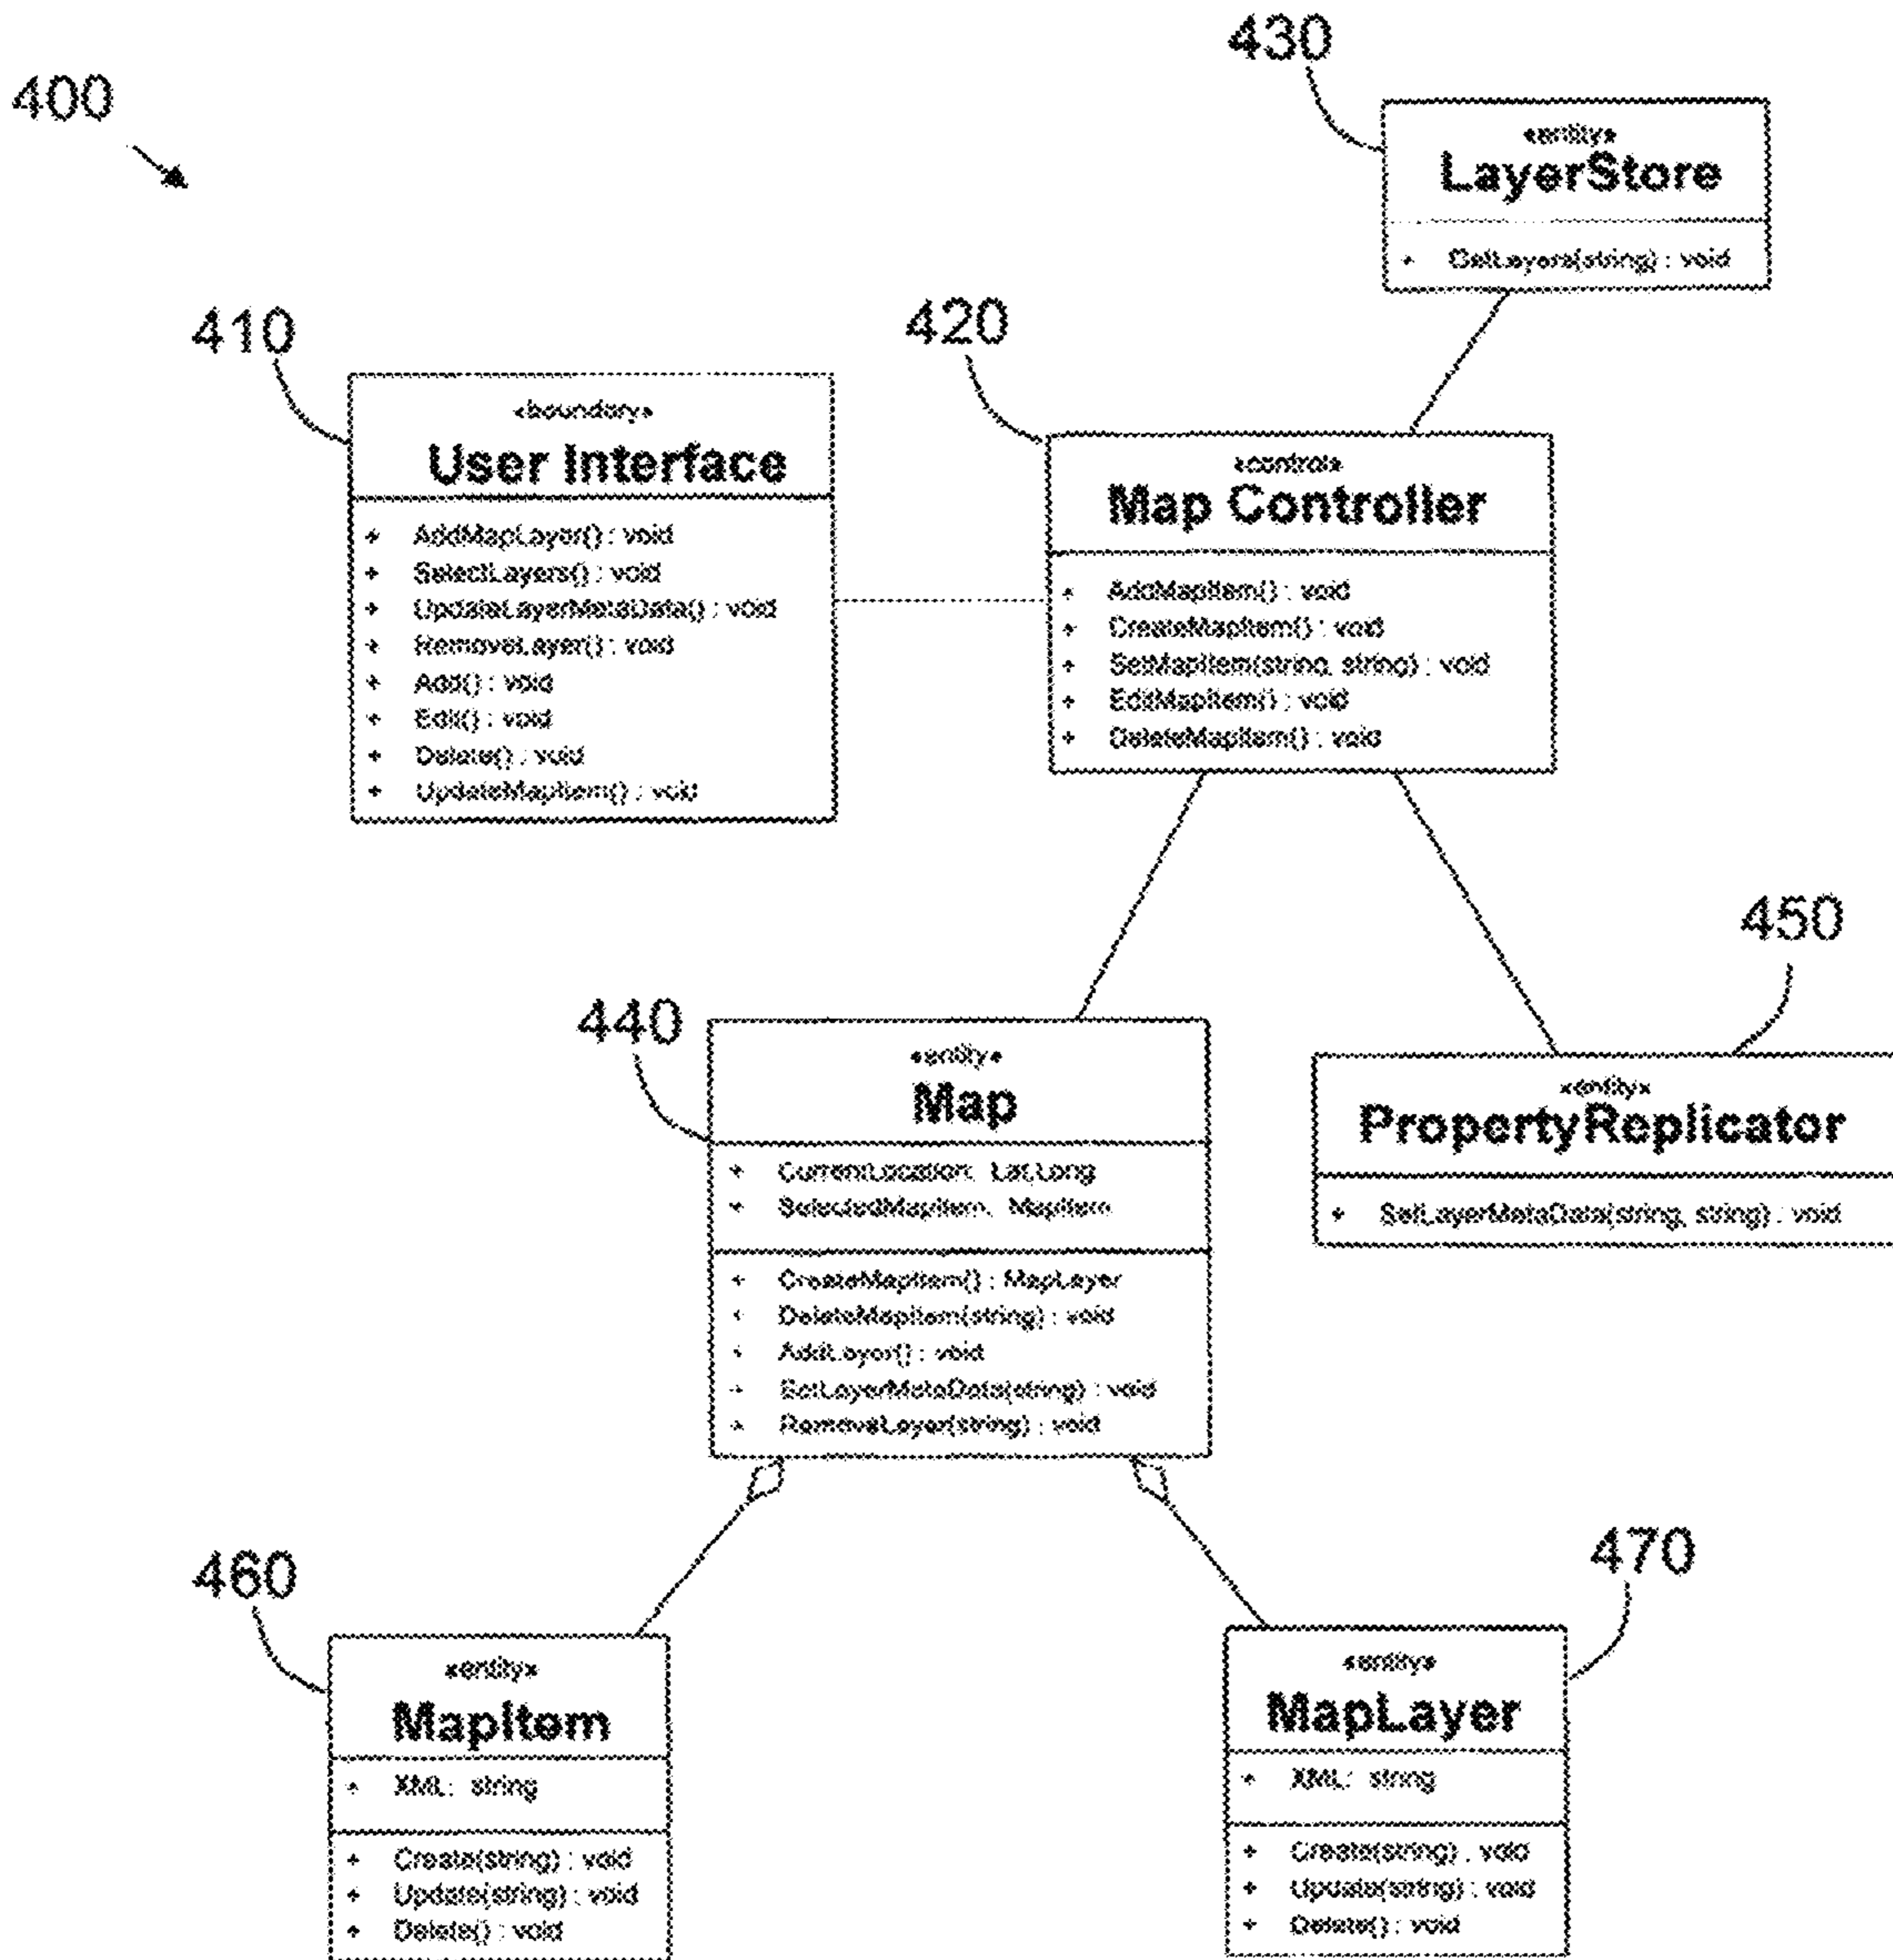 400
430
«entity»
LayerStore
+ GetLayers(string) : void
410
«boundary»
User Interface
+ AddMapLayer() : void
+ SelectLayers() : void
+ UpdateLayerMetaData() : void
+ RemoveLayer() : void
+ Add() : void
+ Edit() : void
+ Delete() : void
+ UpdateMapItem() : void
420
«control»
Map Controller
+ AddMapItem() : void
+ CreateMapItem() : void
+ SetMapItem(string, string) : void
+ EditMapItem() : void
+ DeleteMapItem() : void
440
«entity»
Map
+ CurrentLocation: Lat,Long
+ SelectedMapItem: MapItem
+ CreateMapItem() : MapLayer
+ DeleteMapItem(string) : void
+ AddLayer() : void
+ SetLayerMetaData(string) : void
+ RemoveLayer(string) : void
450
«entity»
PropertyReplicator
+ SetLayerMetaData(string, string) : void
460
«entity»
MapItem
+ XML: string
+ Create(string) : void
+ Update(string) : void
+ Delete() : void
470
«entity»
MapLayer
+ XML: string
+ Create(string) : void
+ Update(string) : void
+ Delete() : void